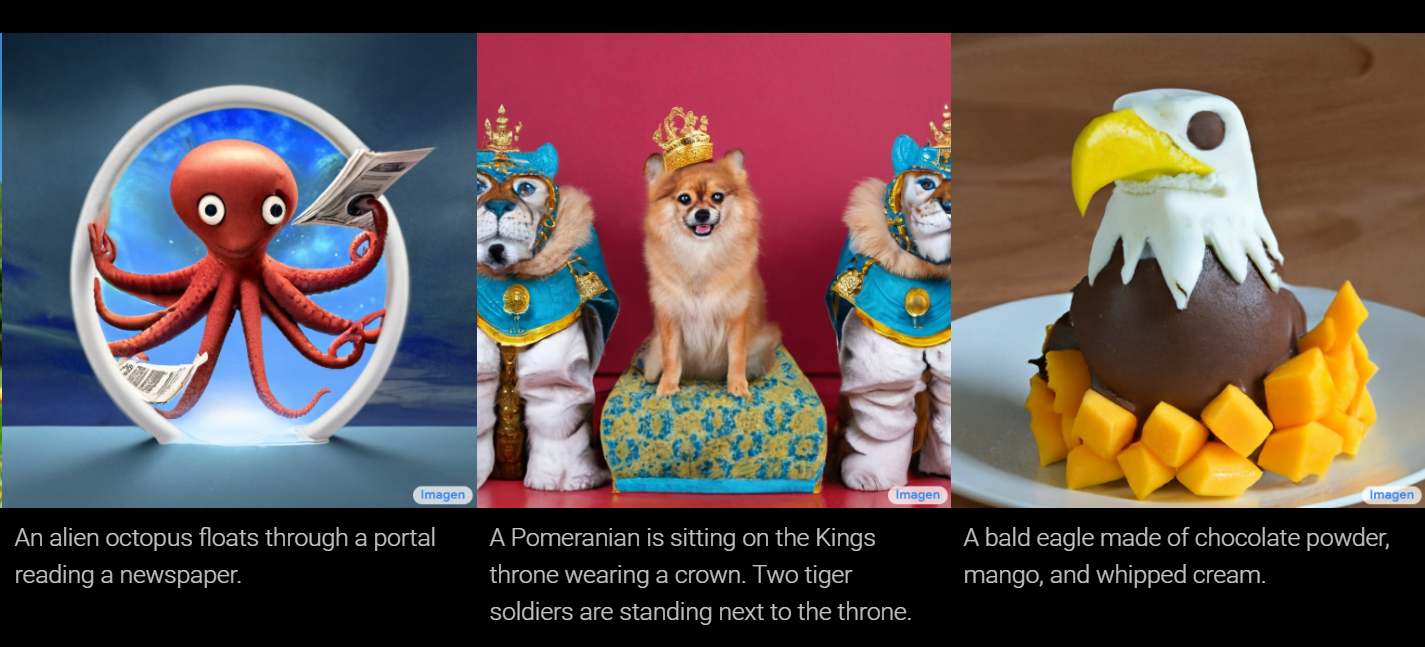 Imagen
Imagen
Imagen
An alien octopus floats through a portal
reading a newspaper.
A Pomeranian is sitting on the Kings
throne wearing a crown. Two tiger
soldiers are standing next to the throne.
A bald eagle made of chocolate powder,
mango, and whipped cream.